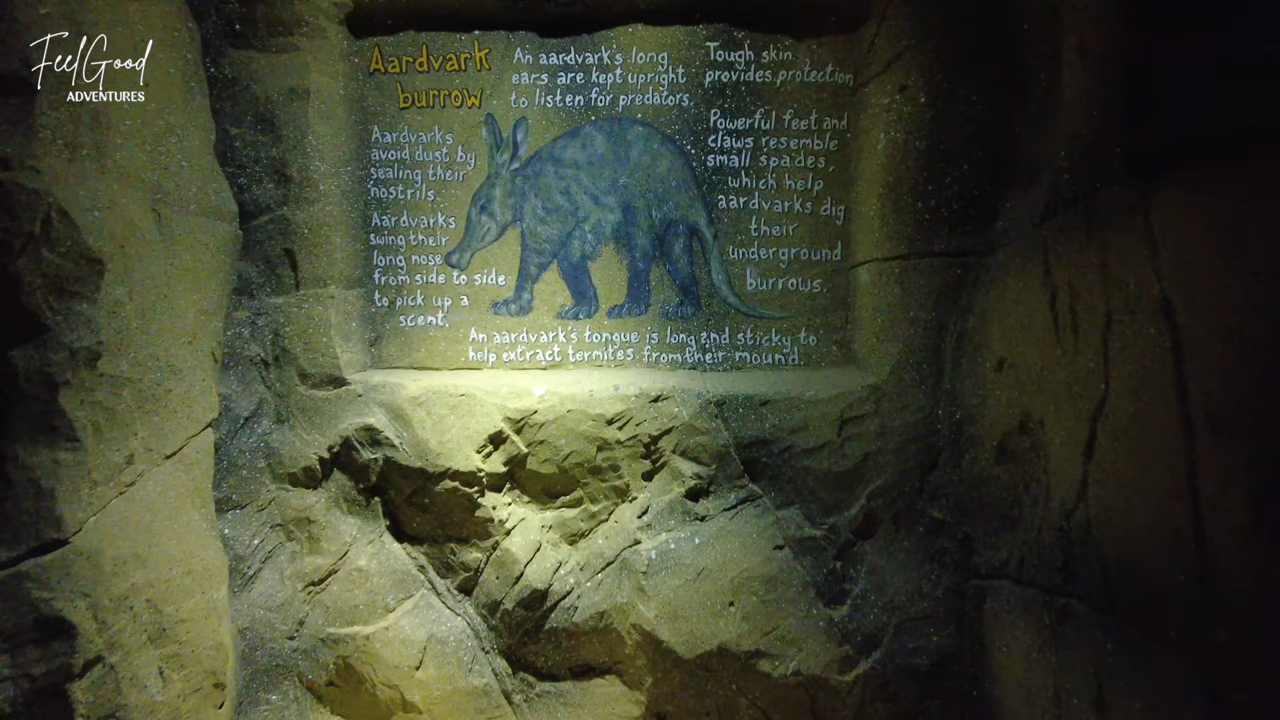 FeelGood
ADVENTURES
Aardvark
burrow
An aardvark's long
ears are kept upright
to listen for predators.
Tough skin
provides protection
Aardvarks
avoid dust by
sealing their
nostrils.
Aardvarks
swing their
long nose
from side to side
to pick up a
scent.
Powerful feet and
claws resemble
small spades,
which help
aardvarks dig
their
underground
burrows.
An aardvark's tongue is long and sticky to
help extract termites from their mound.